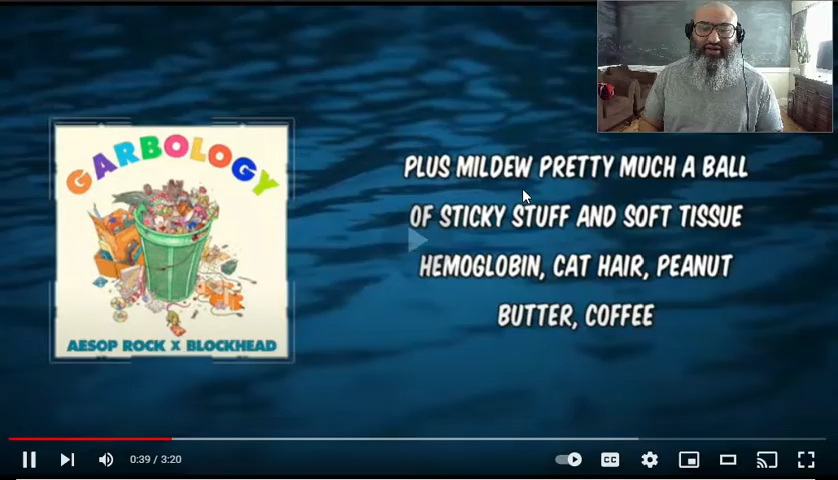 GARBOLOGY
AESOP ROCK X BLOCKHEAD
PLUS MILDEW PRETTY MUCH A BALL
OF STICKY STUFF AND SOFT TISSUE
HEMOGLOBIN, CAT HAIR, PEANUT
BUTTER, COFFEE
0:39 / 3:20
CC